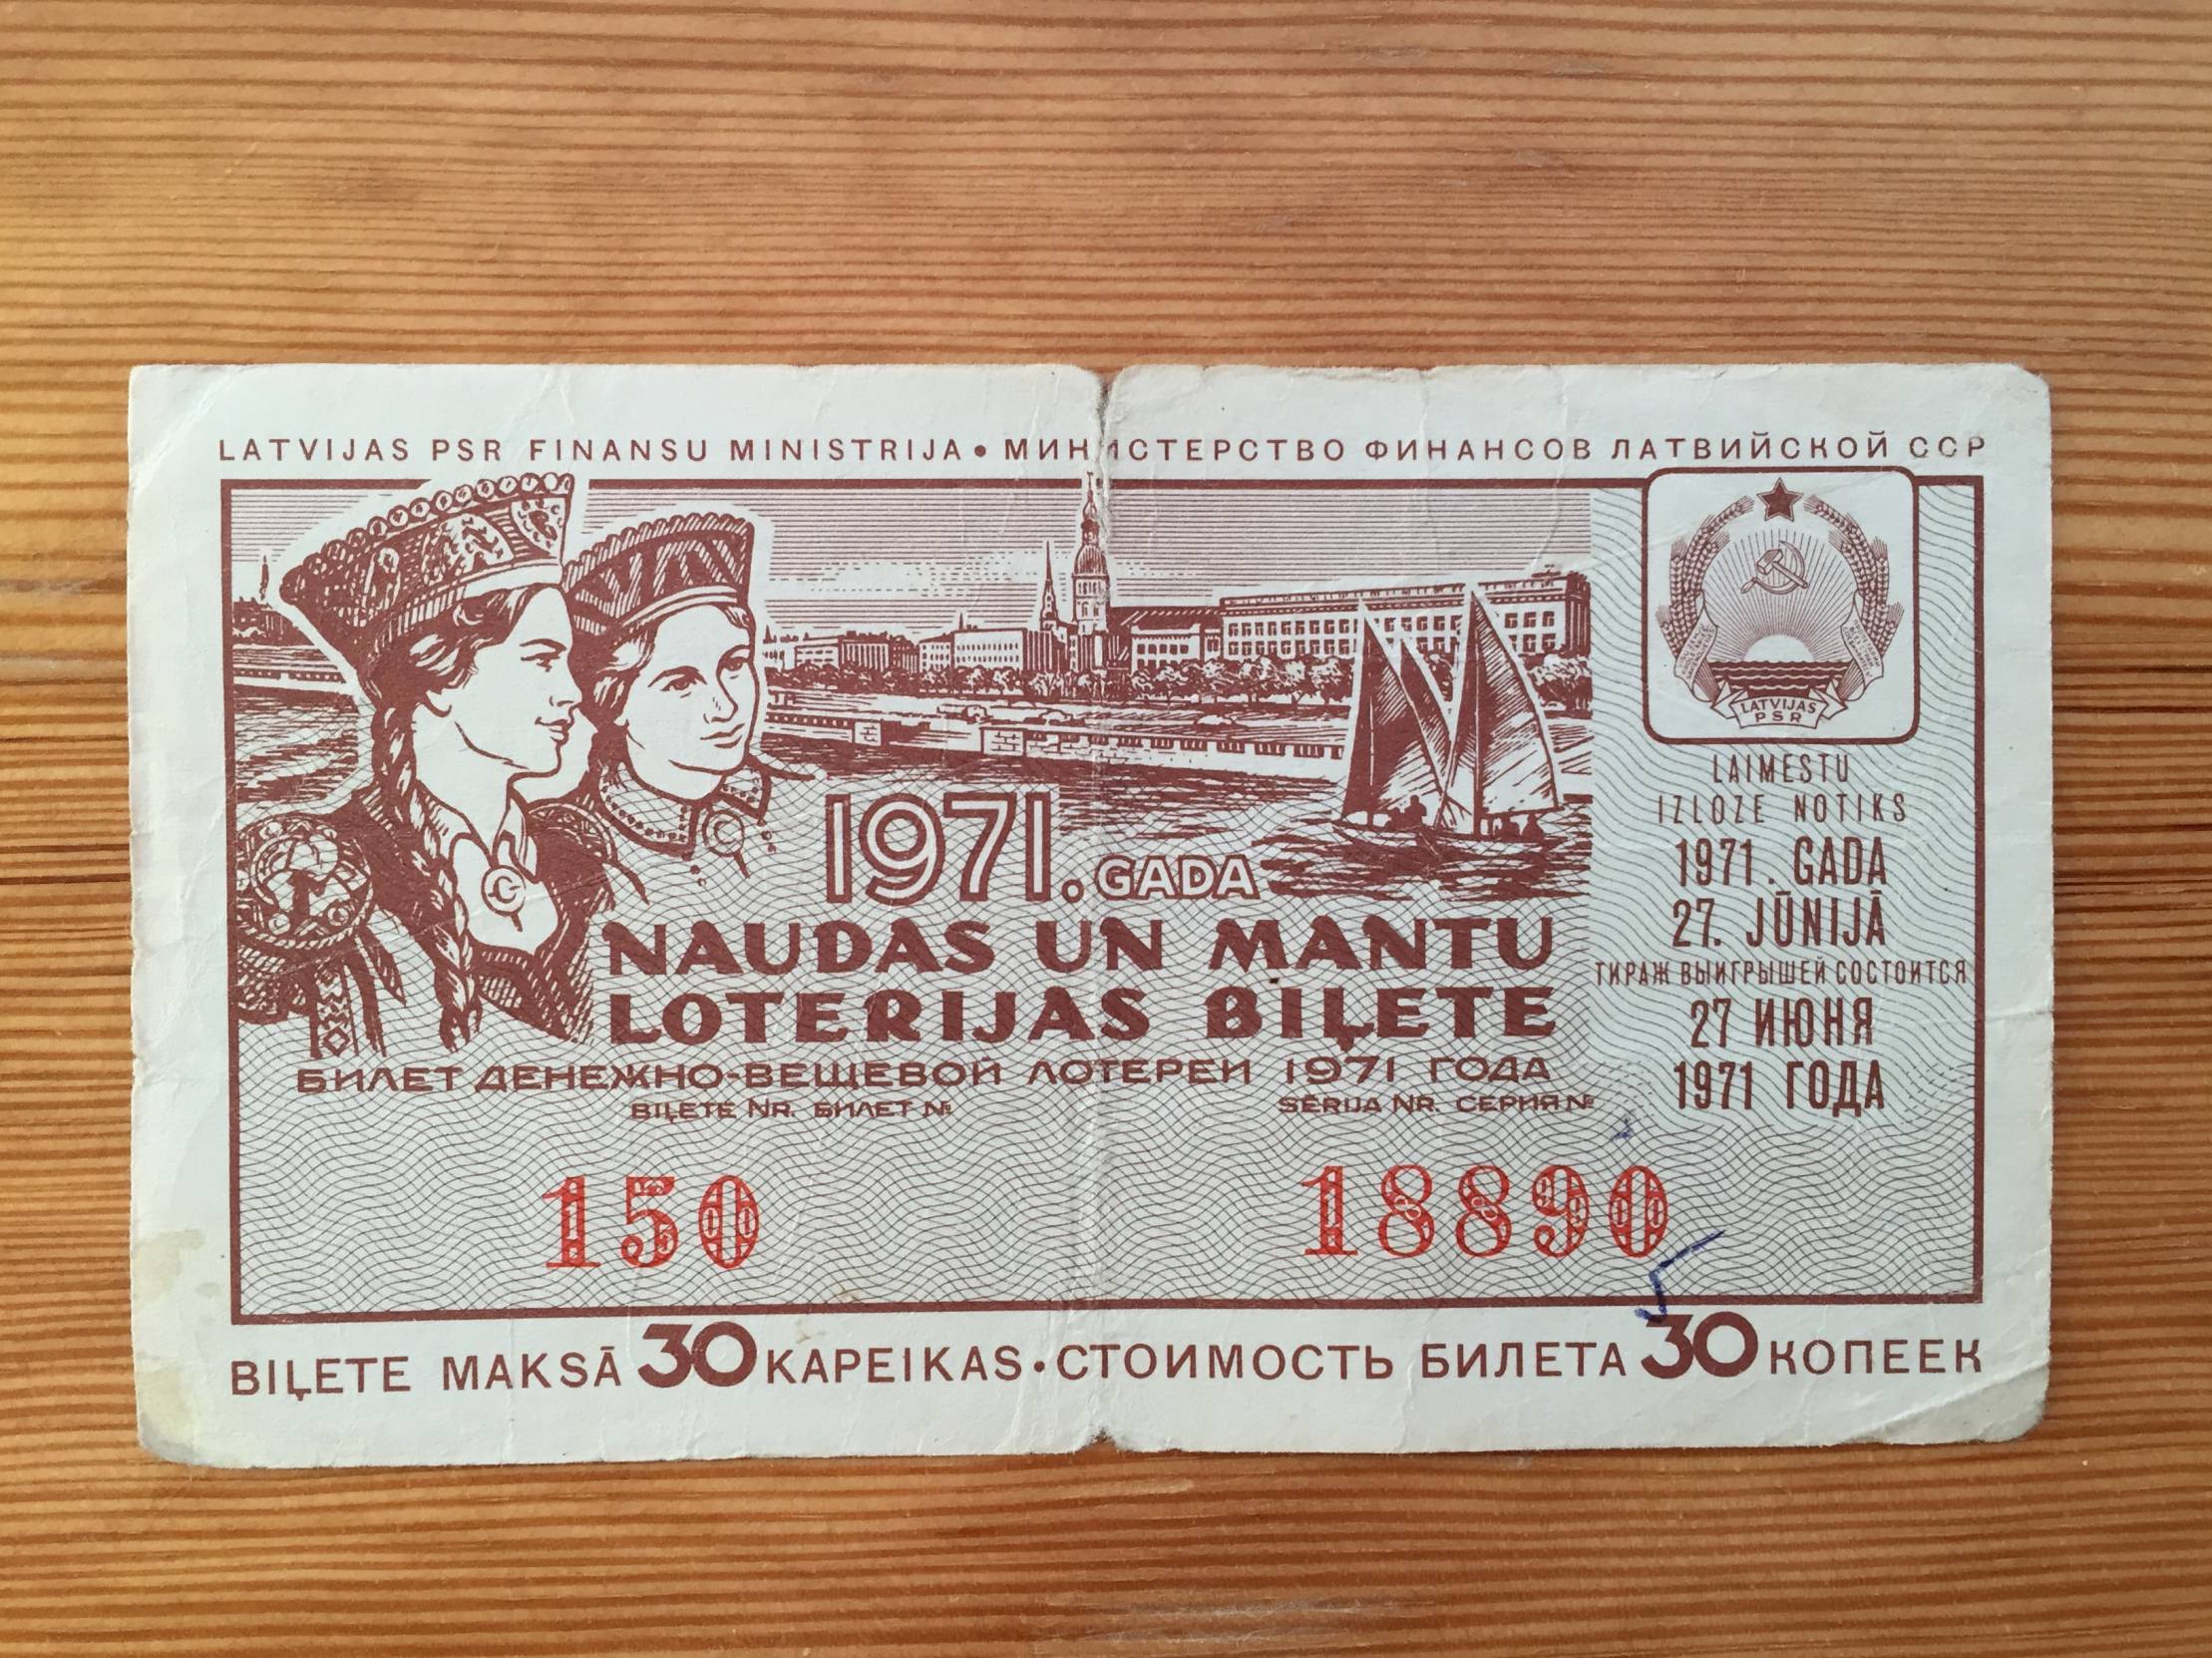 LATVIJAS PSR FINANSU MINISTRIJA • МИНИСТЕРСТВО ФИНАНСОВ ЛАТВИЙСКОЙ ССР
LATVIJAS
PSR
LAIMESTU
IZLOZE NOTIKS
1971. GADA
27. JŪNIJĀ
ТИРАЖ ВЫИГРЫШЕЙ СОСТОИТСЯ
27 ИЮНЯ
1971 ГОДА
1971. GADA
NAUDAS UN MANTU
LOTERIJAS BIĻETE
БИЛЕТ ДЕНЕЖНО-ВЕЩЕВОЙ ЛОТЕРЕИ 1971 ГОДА
BIĻETE NR. БИЛЕТ № SĒRIJA NR. СЕРИЯ №
150 18890
BIĻETE MAKSĀ 30 KAPEIKAS • СТОИМОСТЬ БИЛЕТА 30 КОПЕЕК